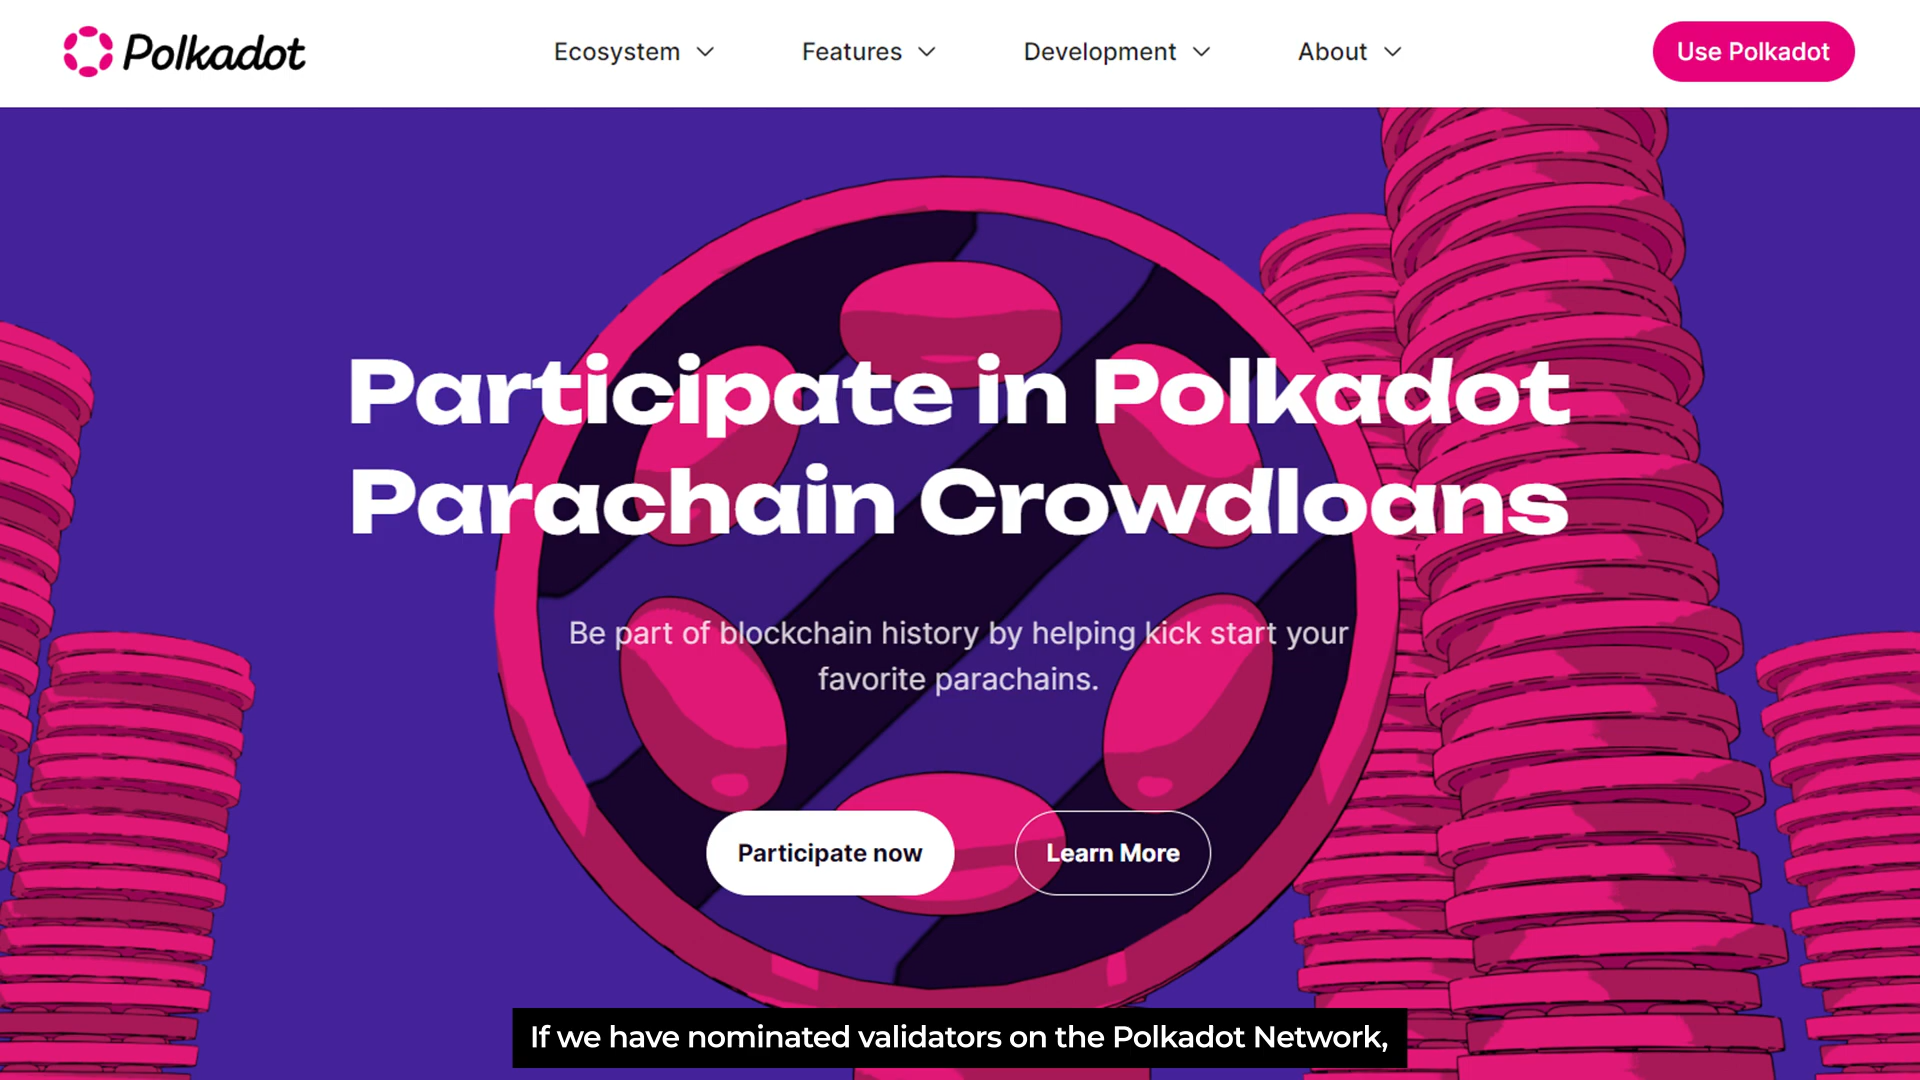 Polkadot
Ecosystem
Features
Development
About
Use Polkadot
Participate in Polkadot
Parachain Crowdloans
Be part of blockchain history by helping kick start your
favorite parachains.
Participate now
Learn More
If we have nominated validators on the Polkadot Network,